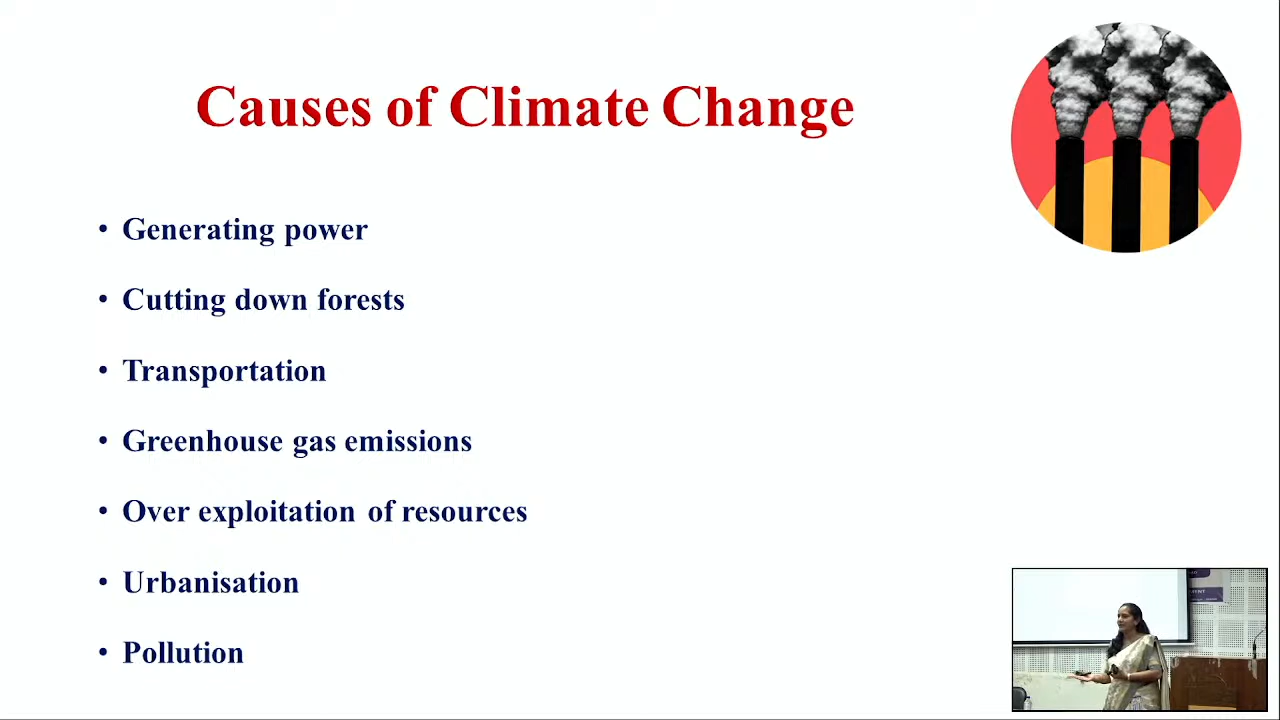 Causes of Climate Change
• Generating power
• Cutting down forests
• Transportation
• Greenhouse gas emissions
• Over exploitation of resources
• Urbanisation
• Pollution